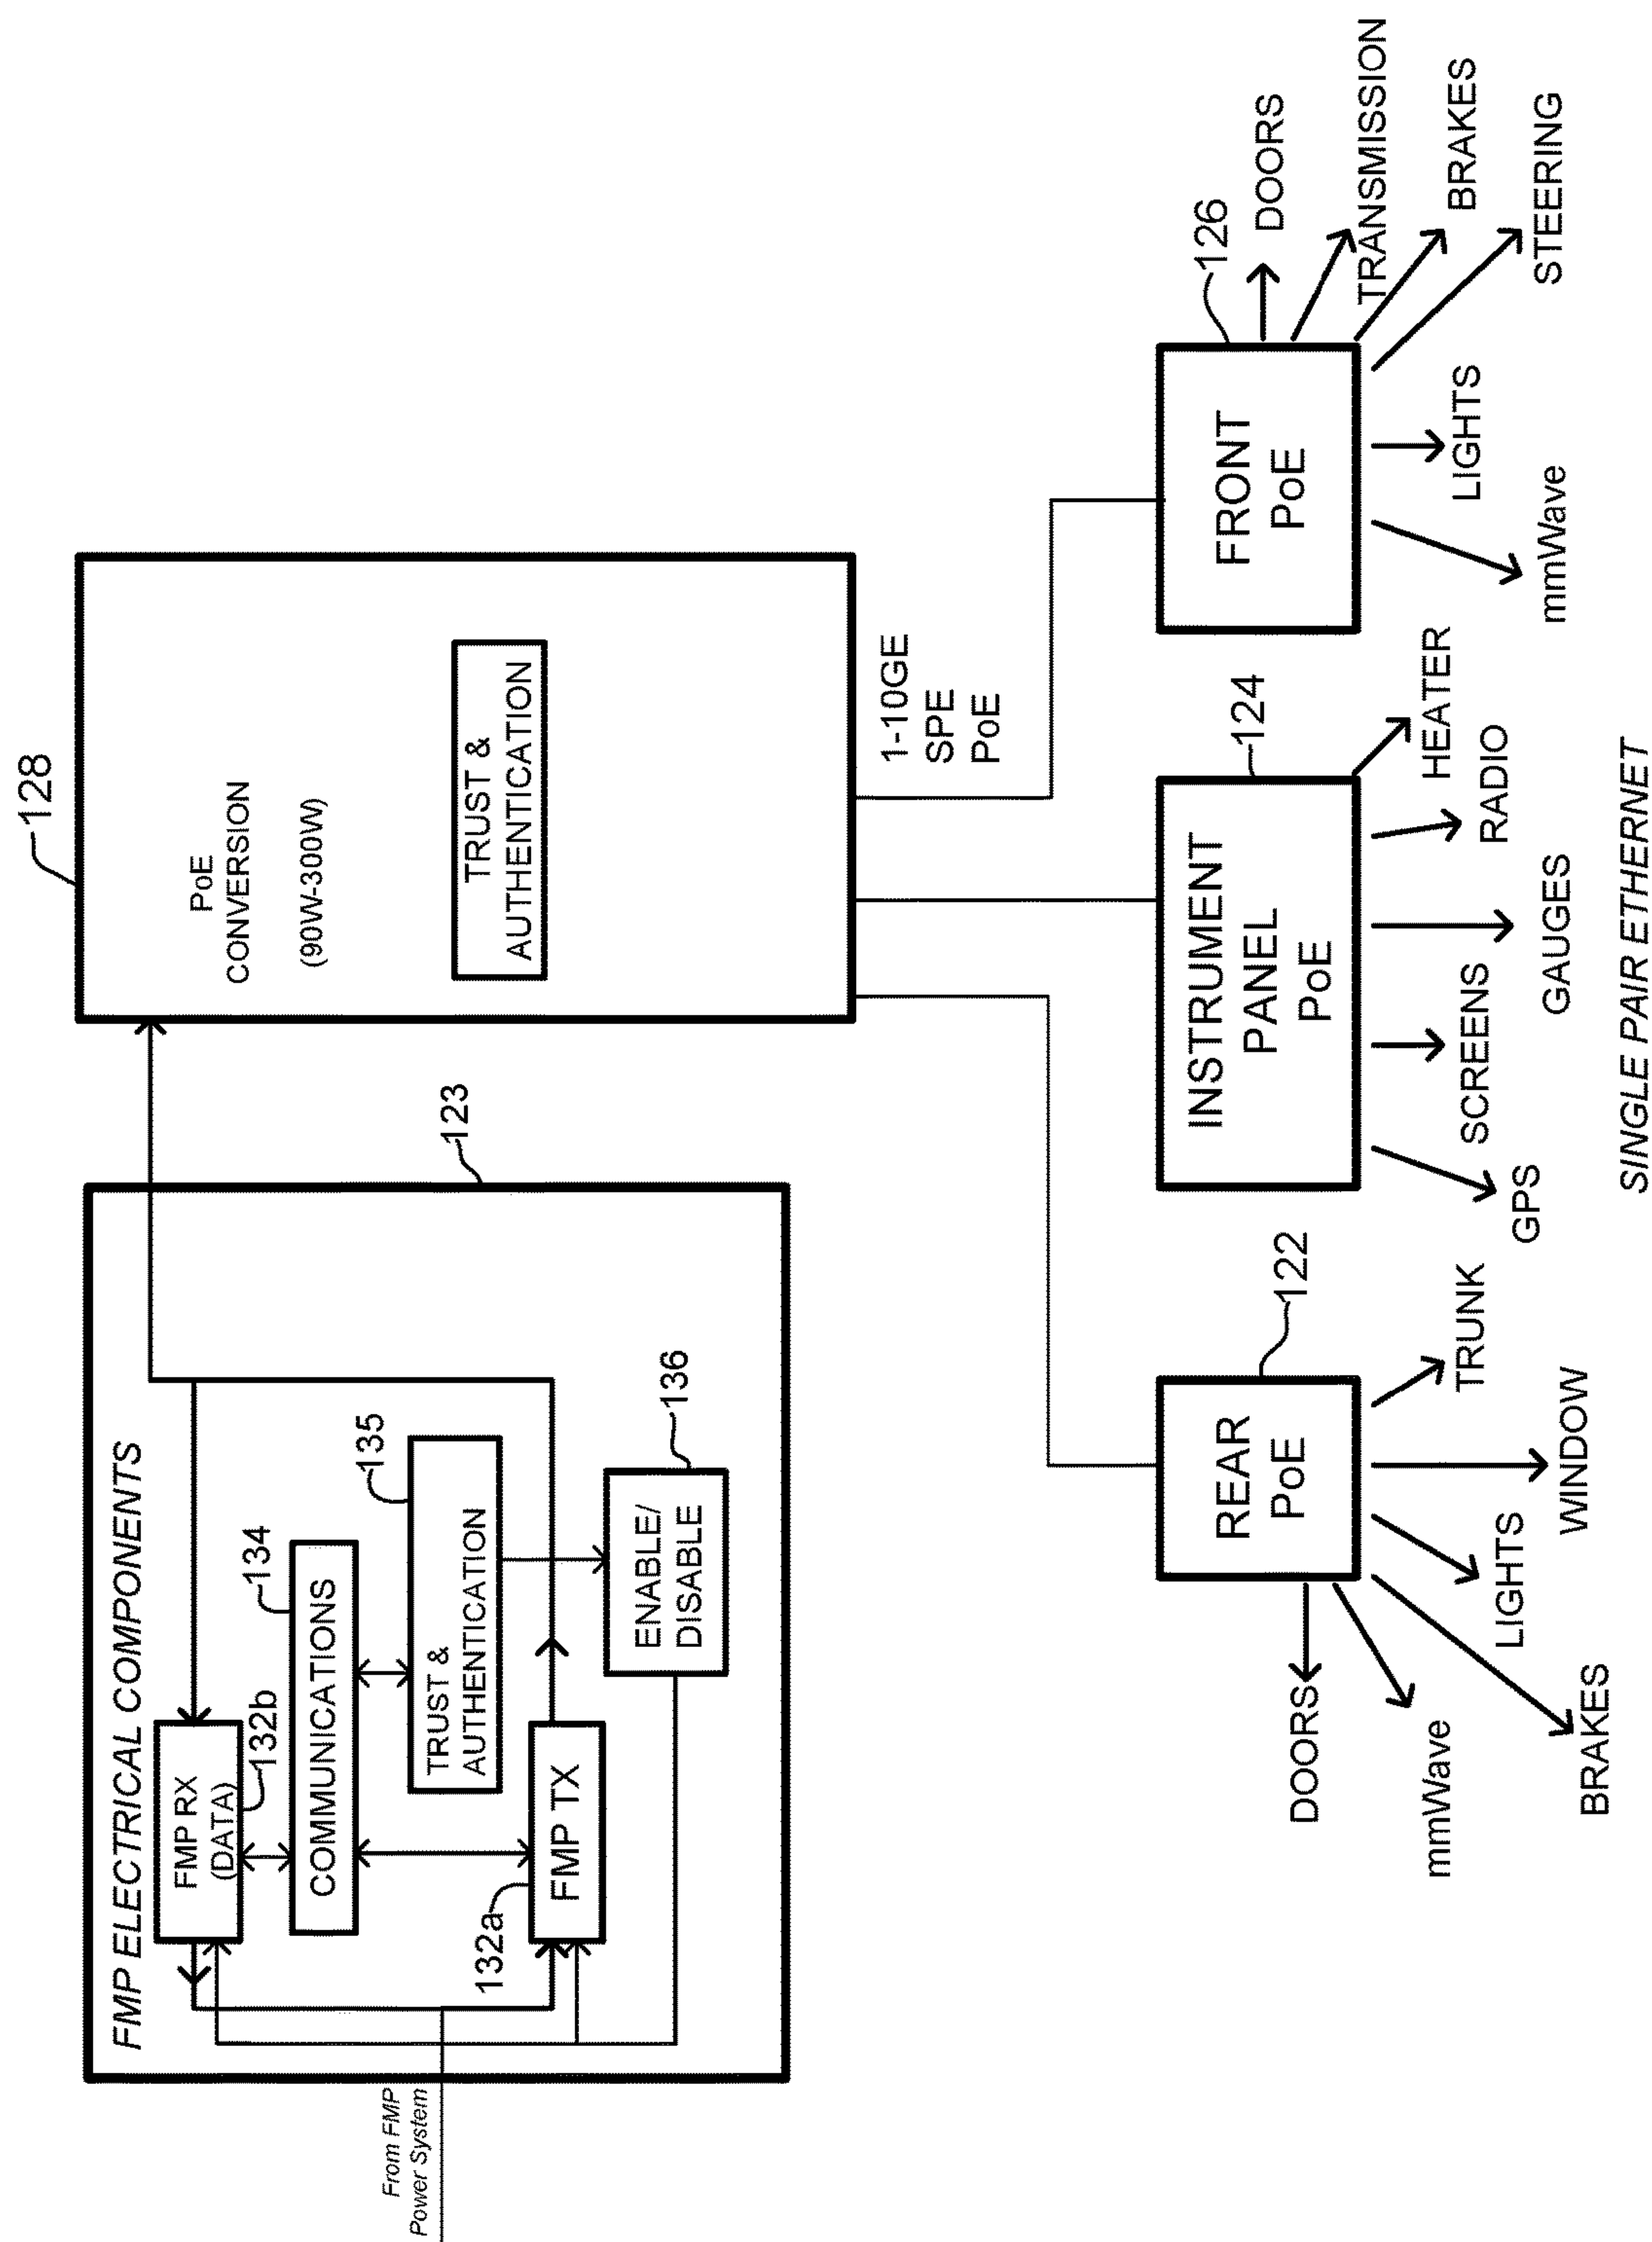 FMP ELECTRICAL COMPONENTS
123
FMP RX
(DATA)
132b
COMMUNICATIONS
134
TRUST &
AUTHENTICATION
135
FMP TX
132a
ENABLE/
DISABLE
136
From FMP
Power System
128
PoE
CONVERSION
(90W-300W)
TRUST &
AUTHENTICATION
1-10GE
SPE
PoE
REAR
PoE
122
DOORS
mmWave
BRAKES
LIGHTS
WINDOW
TRUNK
INSTRUMENT
PANEL
PoE
124
GPS
SCREENS
GAUGES
RADIO
HEATER
FRONT
PoE
126
DOORS
TRANSMISSION
BRAKES
STEERING
LIGHTS
mmWave
SINGLE PAIR ETHERNET